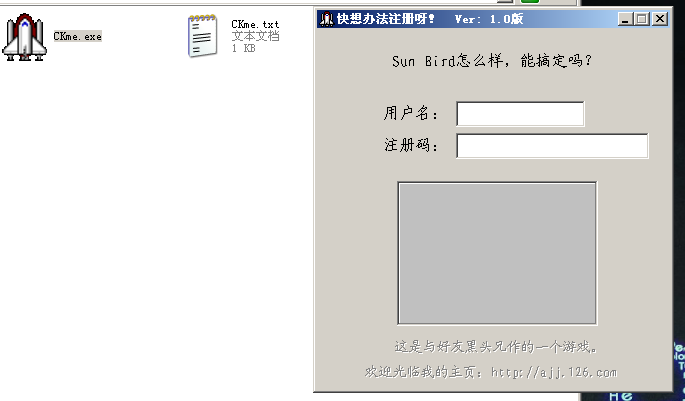 CKme.exe
CKme.txt
文本文档
1 KB
快想办法注册呀! Ver: 1.0版
Sun Bird怎么样，能搞定吗？
用户名：
注册码：
这是与好友黑头兄作的一个游戏。
欢迎光临我的主页：http://ajj.126.com
He